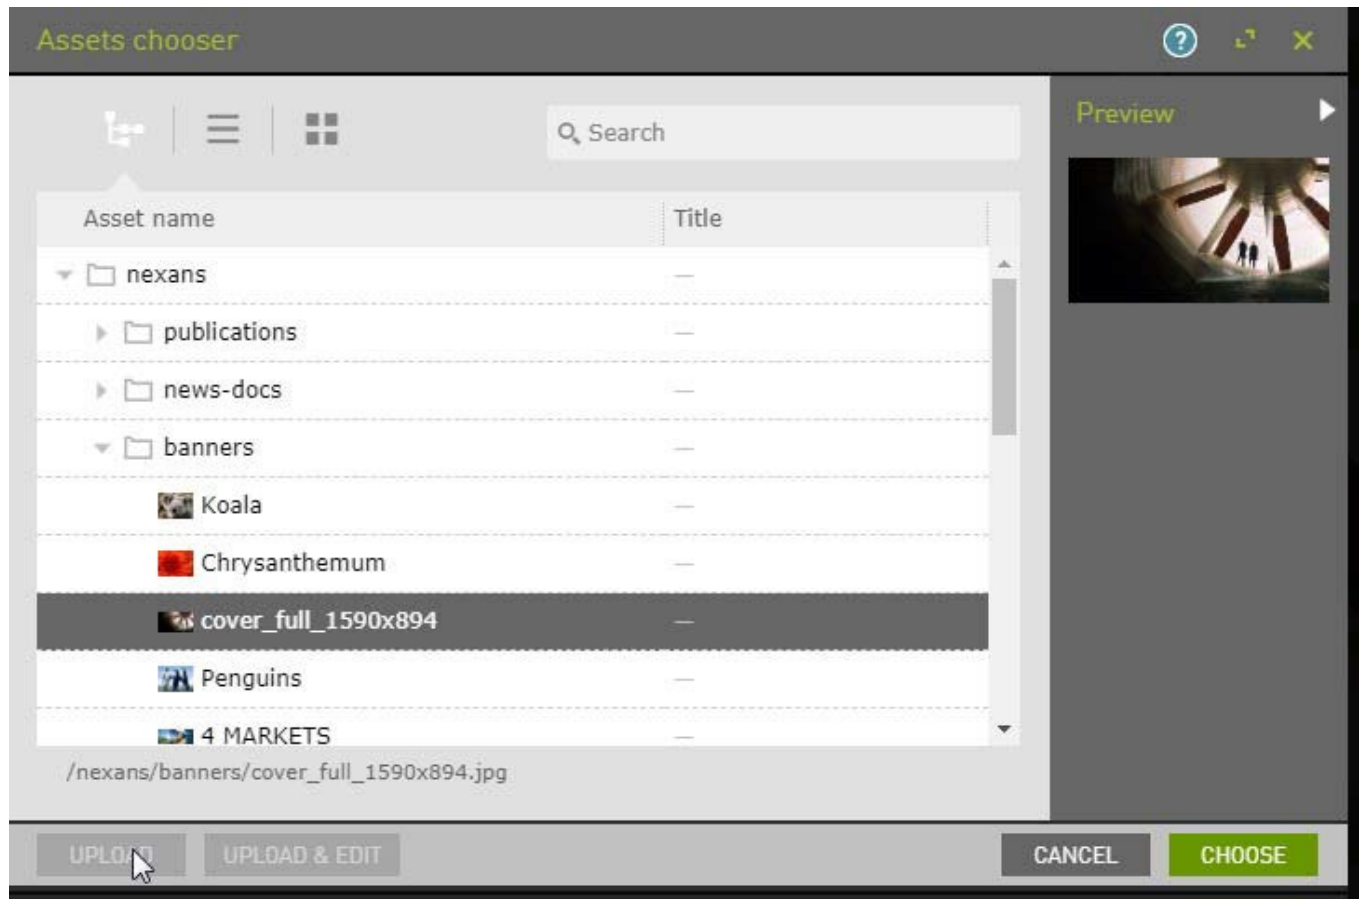 Assets chooser
?
Search
Preview
Asset name Title
nexans —
publications —
news-docs —
banners —
Koala —
Chrysanthemum —
cover_full_1590x894 —
Penguins —
4 MARKETS —
/nexans/banners/cover_full_1590x894.jpg
UPLOAD UPLOAD & EDIT CANCEL CHOOSE